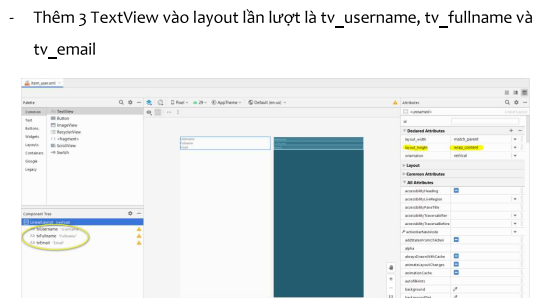 - Thêm 3 TextView vào layout lần lượt là tv_username, tv_fullname và
tv_email
item_user.xml
Palette
Attributes
Pixel
29
AppTheme
Default (en-us)
Common
TextView
<unnamed>
Text
Button
id
Buttons
ImageView
Widgets
RecyclerView
Declared Attributes
Layouts
<fragment>
layout_width
match_parent
Containers
ScrollView
layout_height
wrap_content
Google
Switch
orientation
vertical
Legacy
Layout
Common Attributes
All Attributes
accessibilityHeading
accessibilityLiveRegion
accessibilityPaneTitle
Component Tree
accessibilityTraversalAfter
LinearLayout (vertical)
accessibilityTraversalBefore
tvUsername "Username"
actionBarNavMode
tvFullname "Fullname"
addStatesFromChildren
tvEmail "Email"
alpha
alwaysDrawnWithCache
animateLayoutChanges
animationCache
autofillHints
background
backgroundTint